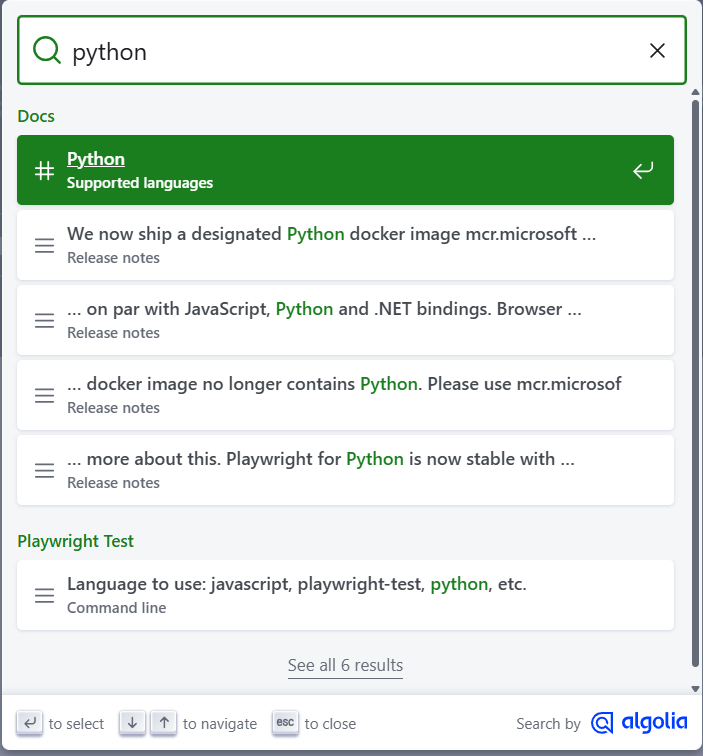 python
Docs
Python
Supported languages
We now ship a designated Python docker image mcr.microsoft ...
Release notes
... on par with JavaScript, Python and .NET bindings. Browser ...
Release notes
... docker image no longer contains Python. Please use mcr.microsof
Release notes
... more about this. Playwright for Python is now stable with ...
Release notes
Playwright Test
Language to use: javascript, playwright-test, python, etc.
Command line
See all 6 results
to select to navigate esc to close Search by algolia